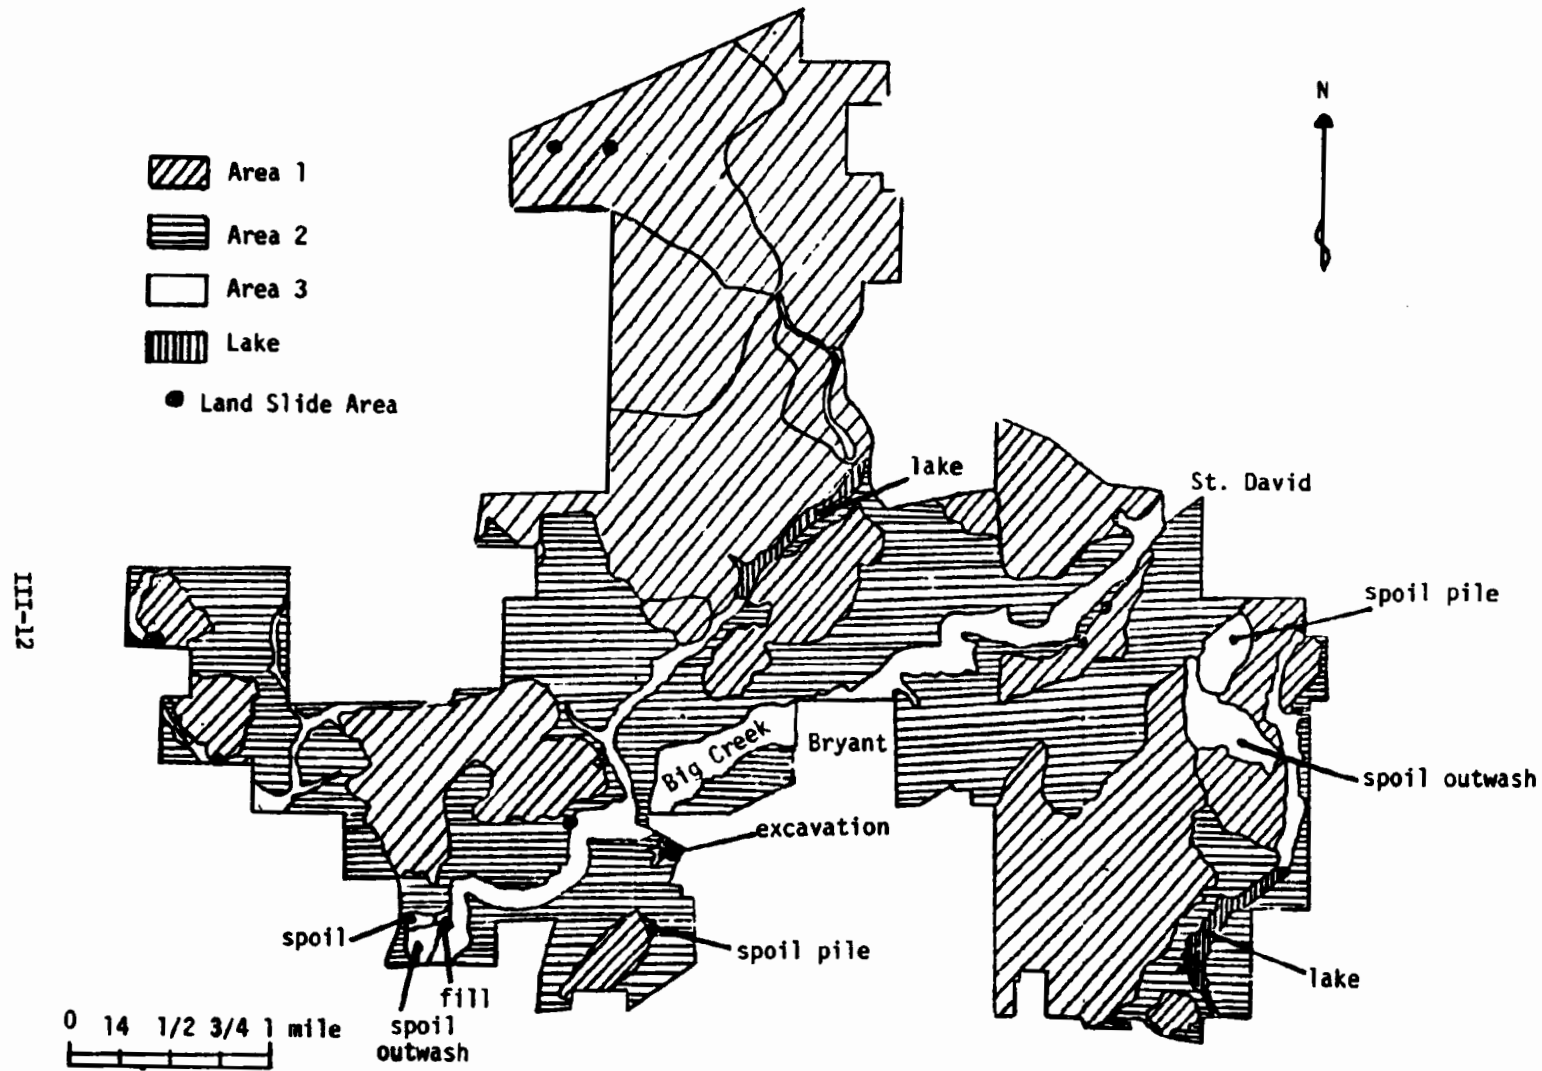 N
Area 1
Area 2
Area 3
Lake
Land Slide Area
lake
St. David
spoil pile
III-12
Big Creek
Bryant
spoil outwash
excavation
spoil
spoil pile
lake
fill
0 14 1/2 3/4 1 mile
spoil
outwash